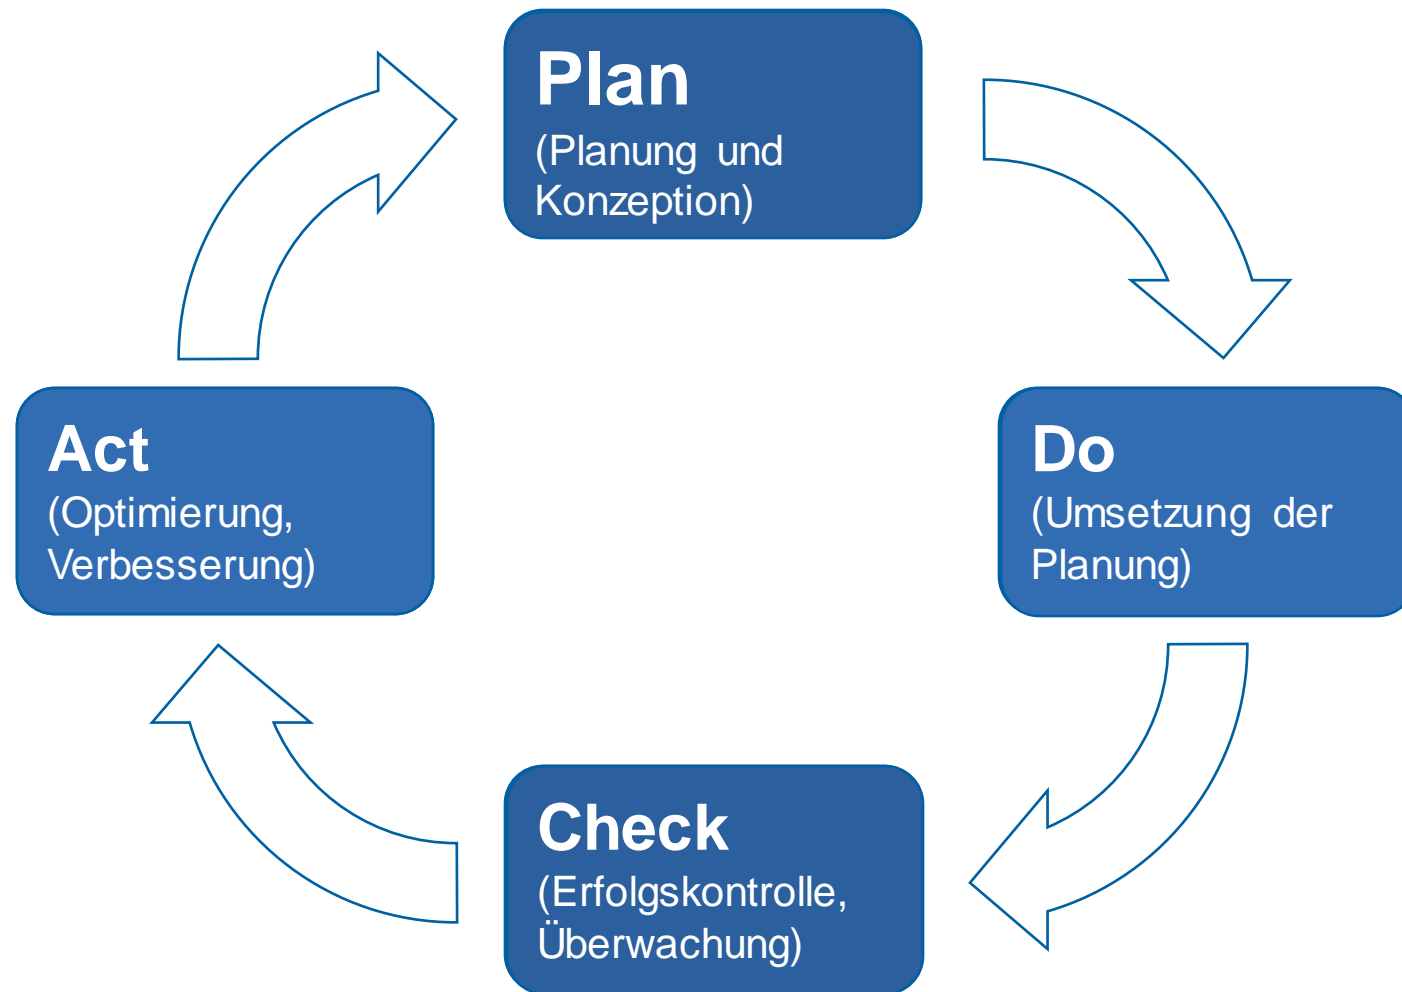 Plan
(Planung und
Konzeption)
Act
(Optimierung,
Verbesserung)
Do
(Umsetzung der
Planung)
Check
(Erfolgskontrolle,
Überwachung)